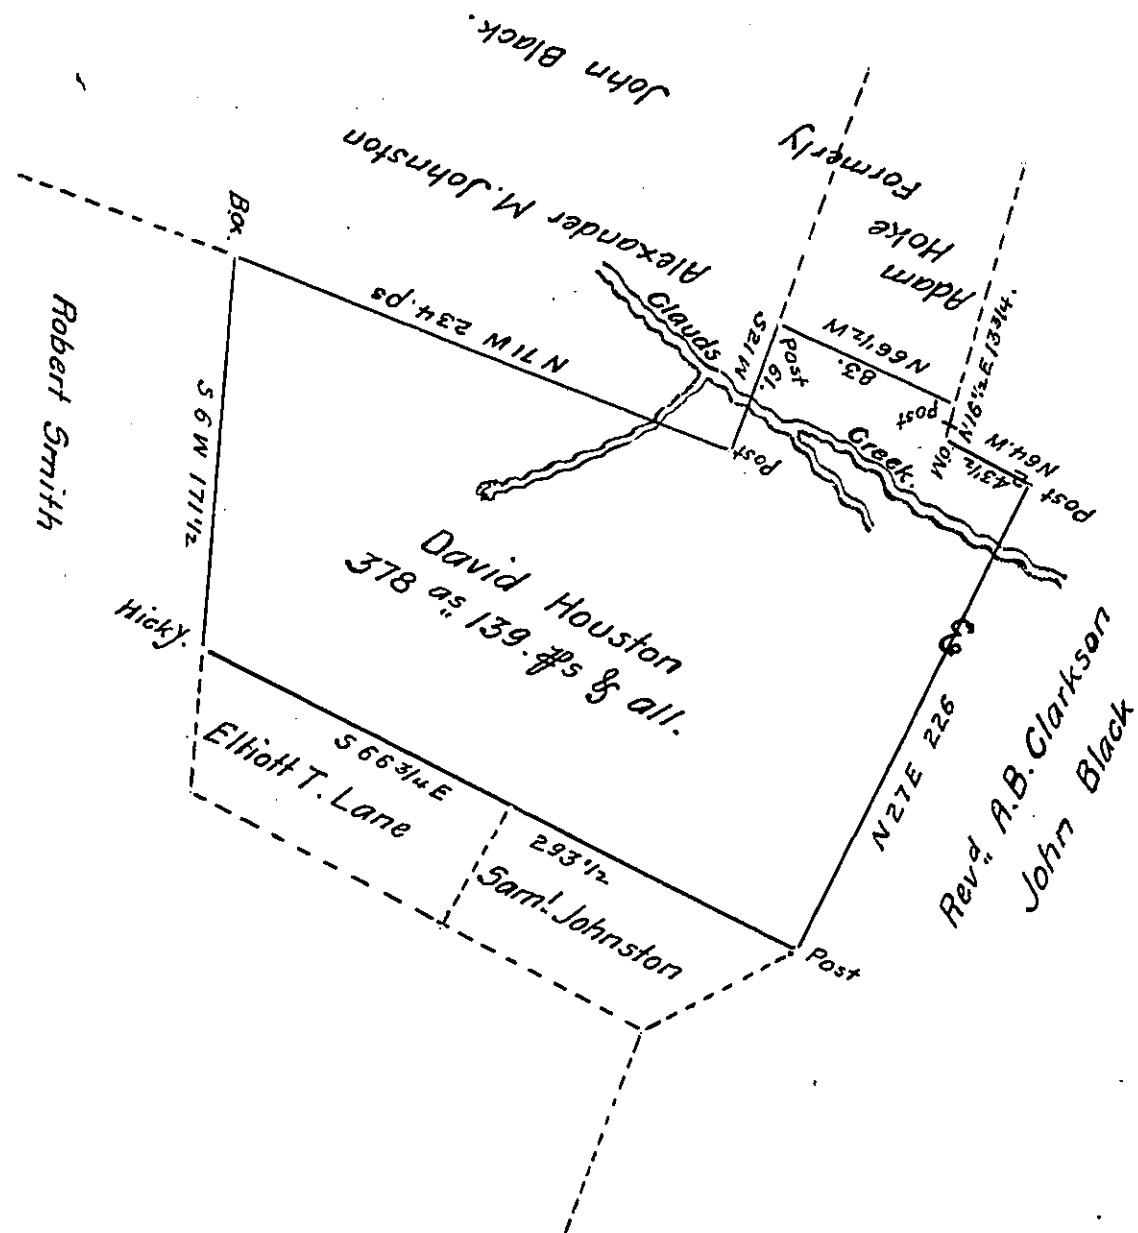 John Black.
Alexander M. Johnston
Formerly
Adam
Hoke
Bo.
N 71 W 234. ps
Clauds
Creek.
S 21 W
61.
Post
N 66 1/2 W
83.
Post
N 16 1/2 E 13 3/4.
N 64. W
43 1/2
Post
Post
Robert Smith
S 6 W 171 1/2
Hicky.
David Houston
378 as 139. ps & all.
N 27 E 226
Revd A. B. Clarkson
John Black
S 66 3/4 E
293 1/2
Elliott T. Lane
Saml Johnston
Post